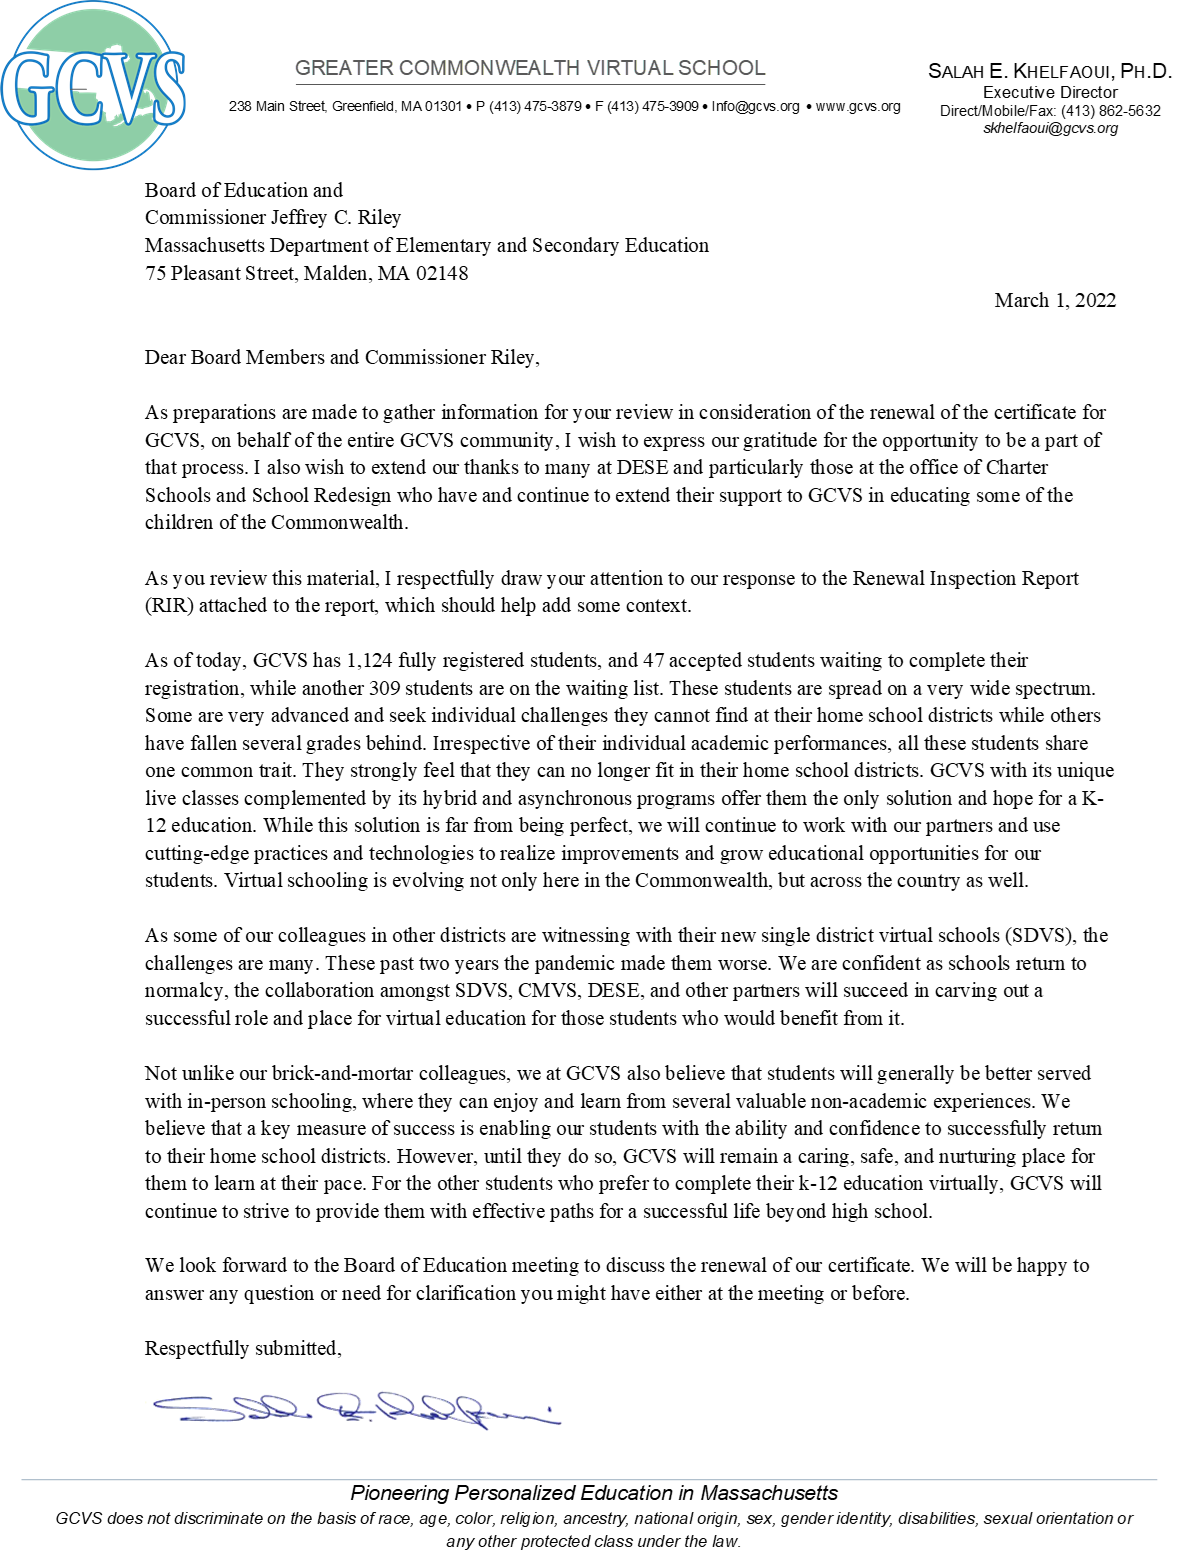 GCVS
GREATER COMMONWEALTH VIRTUAL SCHOOL
238 Main Street, Greenfield, MA 01301 • P (413) 475-3879 • F (413) 475-3909 • Info@gcvs.org • www.gcvs.org
SALAH E. KHELFAOUI, PH.D.
Executive Director
Direct/Mobile/Fax: (413) 862-5632
skhelfaoui@gcvs.org
Board of Education and
Commissioner Jeffrey C. Riley
Massachusetts Department of Elementary and Secondary Education
75 Pleasant Street, Malden, MA 02148
March 1, 2022
Dear Board Members and Commissioner Riley,
As preparations are made to gather information for your review in consideration of the renewal of the certificate for
GCVS, on behalf of the entire GCVS community, I wish to express our gratitude for the opportunity to be a part of
that process. I also wish to extend our thanks to many at DESE and particularly those at the office of Charter
Schools and School Redesign who have and continue to extend their support to GCVS in educating some of the
children of the Commonwealth.
As you review this material, I respectfully draw your attention to our response to the Renewal Inspection Report
(RIR) attached to the report, which should help add some context.
As of today, GCVS has 1,124 fully registered students, and 47 accepted students waiting to complete their
registration, while another 309 students are on the waiting list. These students are spread on a very wide spectrum.
Some are very advanced and seek individual challenges they cannot find at their home school districts while others
have fallen several grades behind. Irrespective of their individual academic performances, all these students share
one common trait. They strongly feel that they can no longer fit in their home school districts. GCVS with its unique
live classes complemented by its hybrid and asynchronous programs offer them the only solution and hope for a K-
12 education. While this solution is far from being perfect, we will continue to work with our partners and use
cutting-edge practices and technologies to realize improvements and grow educational opportunities for our
students. Virtual schooling is evolving not only here in the Commonwealth, but across the country as well.
As some of our colleagues in other districts are witnessing with their new single district virtual schools (SDVS), the
challenges are many. These past two years the pandemic made them worse. We are confident as schools return to
normalcy, the collaboration amongst SDVS, CMVS, DESE, and other partners will succeed in carving out a
successful role and place for virtual education for those students who would benefit from it.
Not unlike our brick-and-mortar colleagues, we at GCVS also believe that students will generally be better served
with in-person schooling, where they can enjoy and learn from several valuable non-academic experiences. We
believe that a key measure of success is enabling our students with the ability and confidence to successfully return
to their home school districts. However, until they do so, GCVS will remain a caring, safe, and nurturing place for
them to learn at their pace. For the other students who prefer to complete their k-12 education virtually, GCVS will
continue to strive to provide them with effective paths for a successful life beyond high school.
We look forward to the Board of Education meeting to discuss the renewal of our certificate. We will be happy to
answer any question or need for clarification you might have either at the meeting or before.
Respectfully submitted,
Pioneering Personalized Education in Massachusetts
GCVS does not discriminate on the basis of race, age, color, religion, ancestry, national origin, sex, gender identity, disabilities, sexual orientation or
any other protected class under the law.